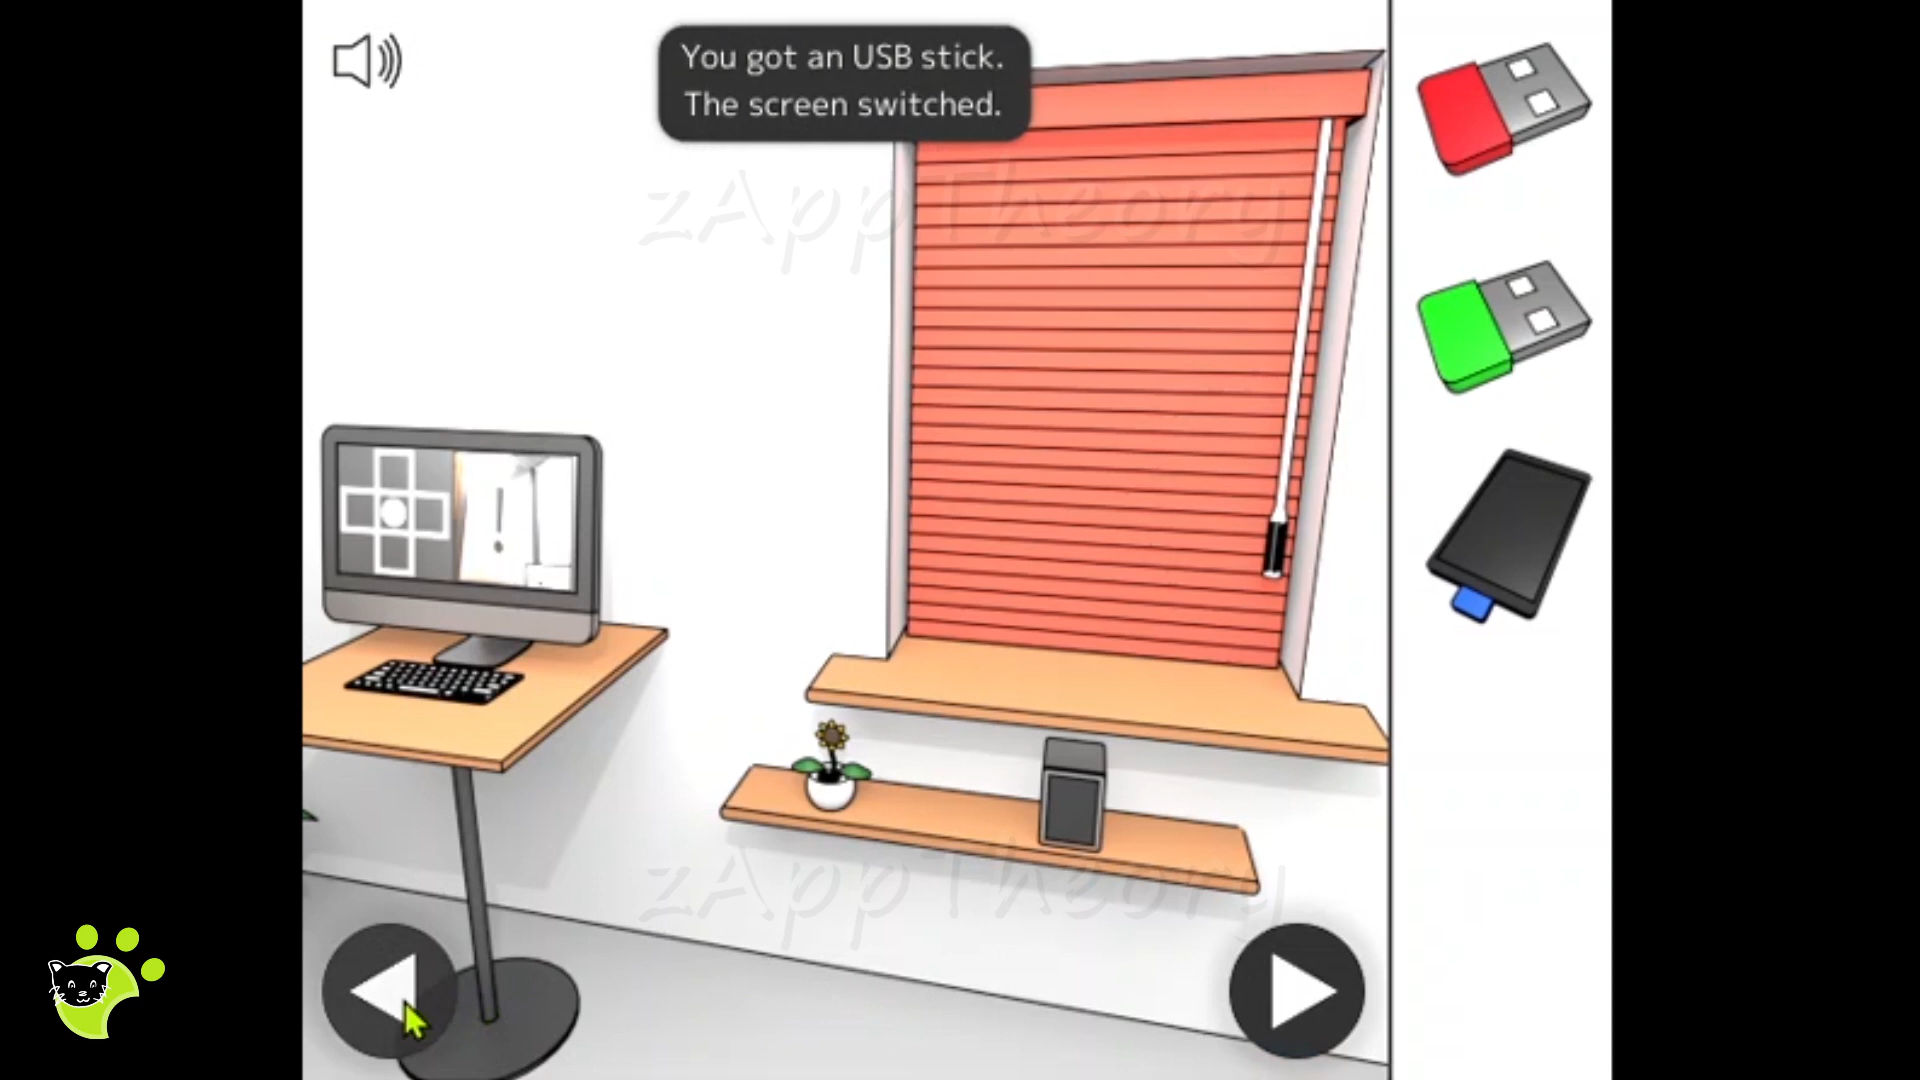 You got an USB stick.
The screen switched.
zAppTheory
!
zAppTheory